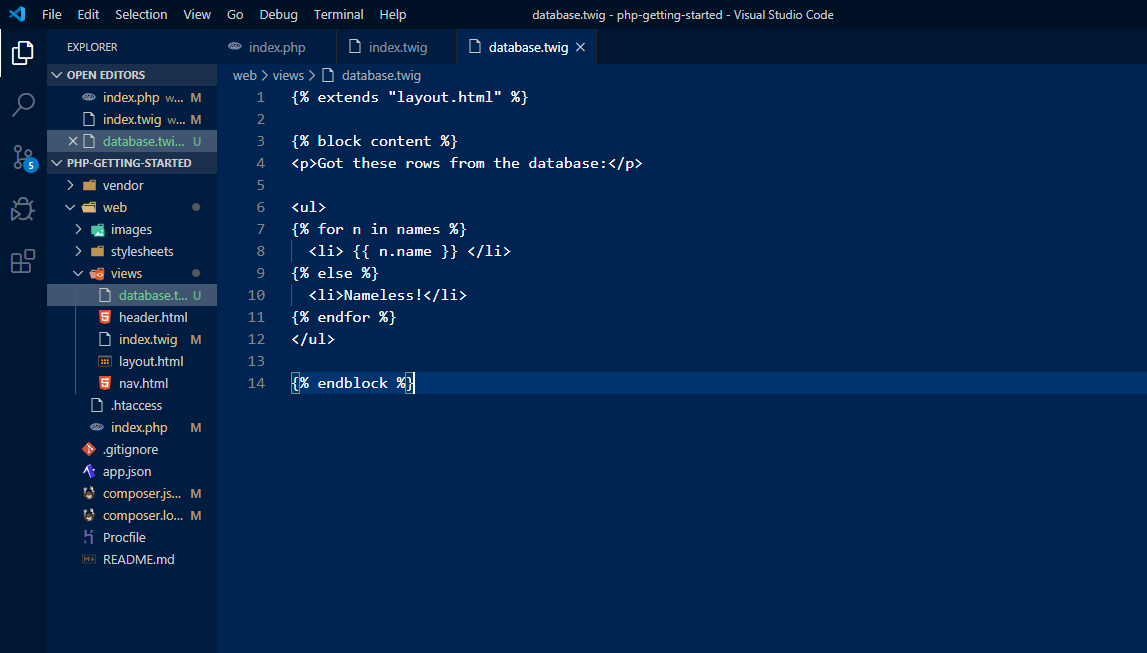 File Edit Selection View Go Debug Terminal Help
database.twig - php-getting-started - Visual Studio Code
EXPLORER
OPEN EDITORS
index.php w... M
index.twig w... M
database.twi... U
PHP-GETTING-STARTED
vendor
web
images
stylesheets
views
database.t... U
header.html
index.twig M
layout.html
nav.html
.htaccess
index.php M
.gitignore
app.json
composer.js... M
composer.lo... M
Procfile
README.md
5
index.php
index.twig
database.twig
web > views > database.twig
1 {% extends "layout.html" %}
2
3 {% block content %}
4 <p>Got these rows from the database:</p>
5
6 <ul>
7 {% for n in names %}
8 <li> {{ n.name }} </li>
9 {% else %}
10 <li>Nameless!</li>
11 {% endfor %}
12 </ul>
13
14 {% endblock %}